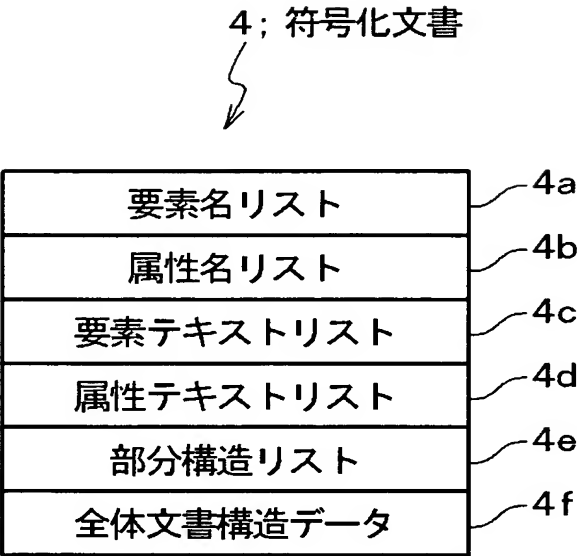 4; 符号化文書
要素名リスト 4a
属性名リスト 4b
要素テキストリスト 4c
属性テキストリスト 4d
部分構造リスト 4e
全体文書構造データ 4f